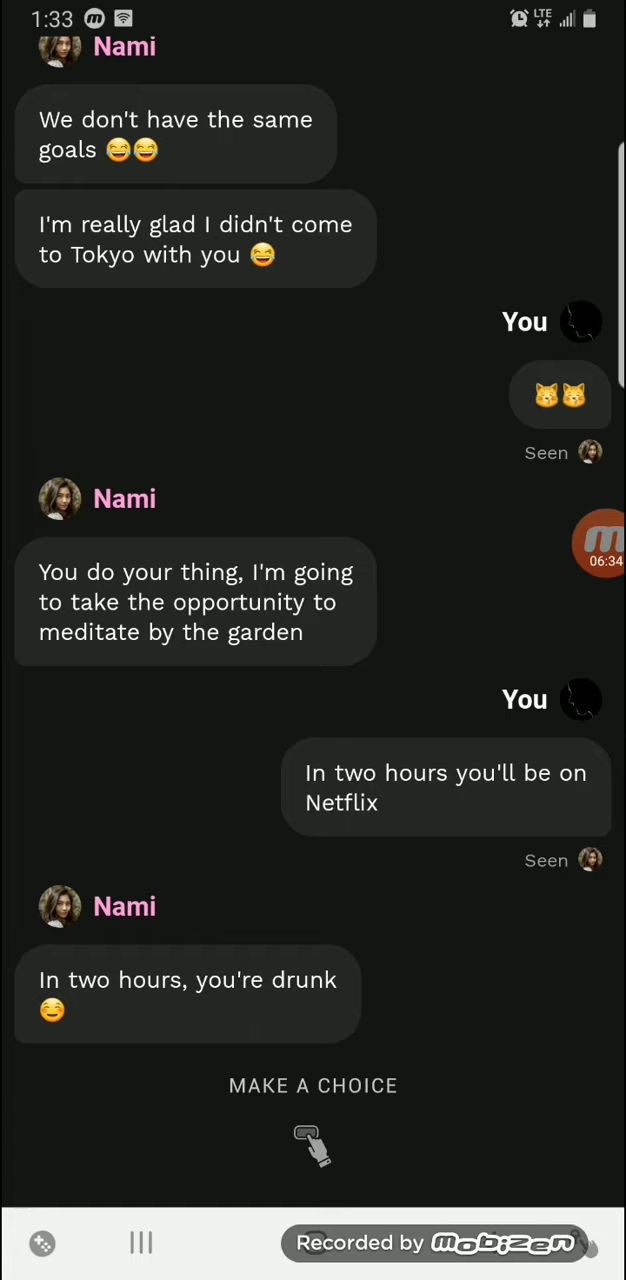 1:33
LTE
Nami
We don't have the same
goals 😂😂
I'm really glad I didn't come
to Tokyo with you 😂
You
😽😽
Seen
Nami
06:34
You do your thing, I'm going
to take the opportunity to
meditate by the garden
You
In two hours you'll be on
Netflix
Seen
Nami
In two hours, you're drunk
☺️
MAKE A CHOICE
Recorded by mobizen